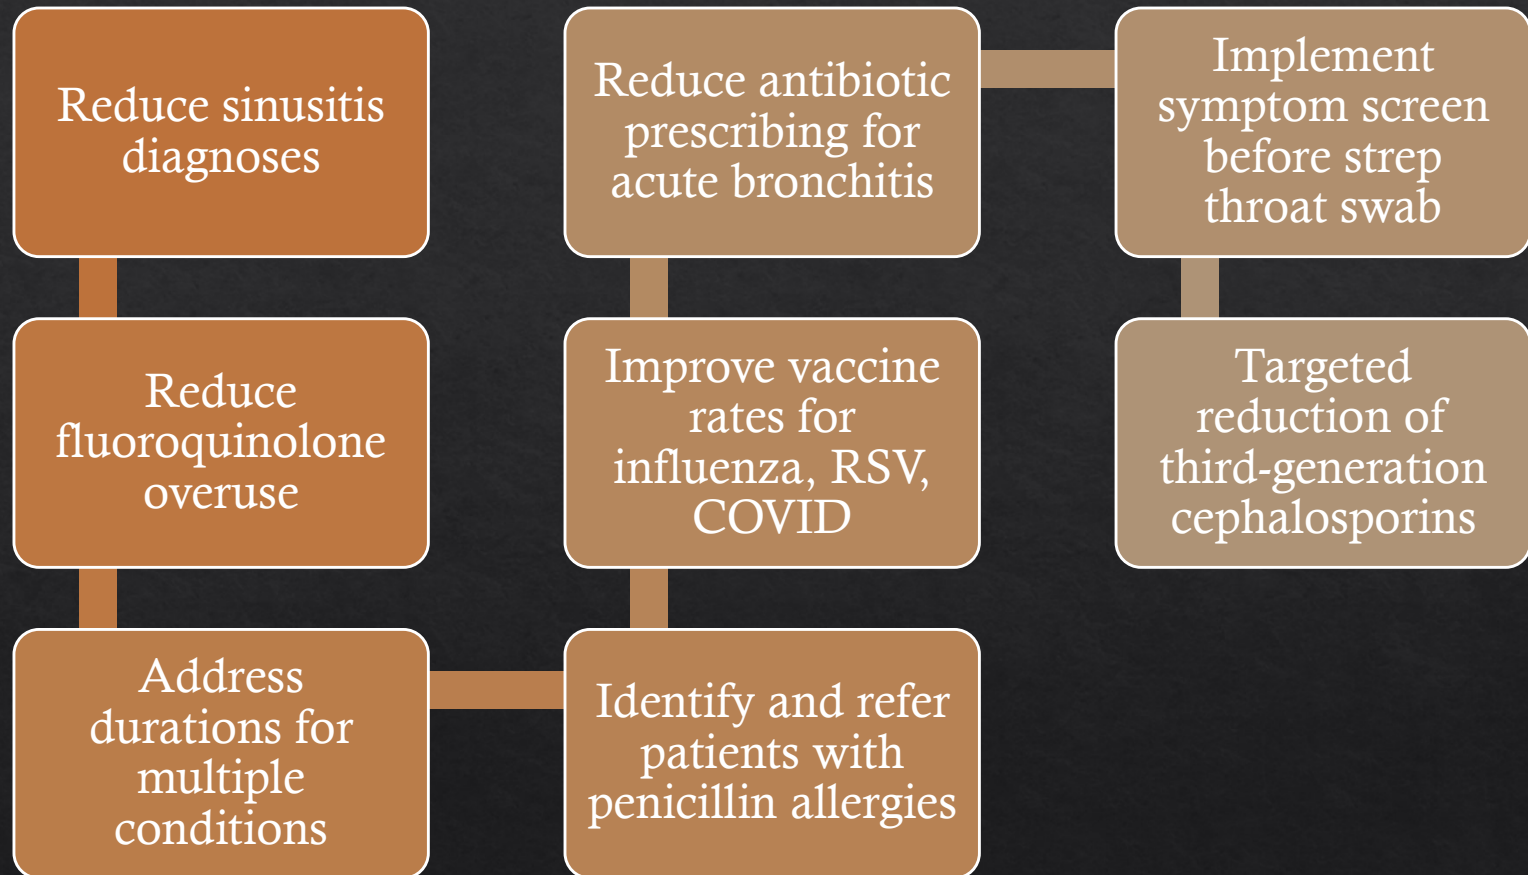 Reduce sinusitis
diagnoses
Reduce
fluoroquinolone
overuse
Address
durations for
multiple
conditions
Identify and refer
patients with
penicillin allergies
Improve vaccine
rates for
influenza, RSV,
COVID
Reduce antibiotic
prescribing for
acute bronchitis
Implement
symptom screen
before strep
throat swab
Targeted
reduction of
third-generation
cephalosporins